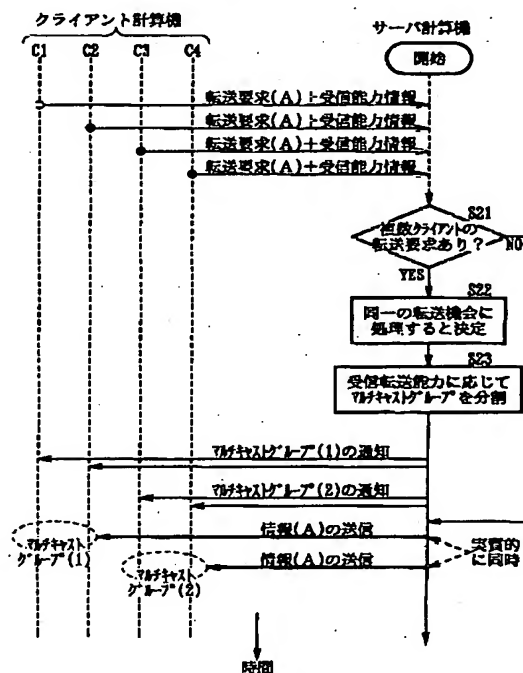 クライアント計算機
C1 C2 C3 C4
サーバ計算機
開始
転送要求(A)+受信能力情報
転送要求(A)+受信能力情報
転送要求(A)+受信能力情報
転送要求(A)+受信能力情報
S21
複数クライアントの
転送要求あり?
NO
YES
S22
同一の転送機会に
処理すると決定
S23
受信転送能力に応じて
マルチキャストグループを分割
マルチキャストグループ(1)の通知
マルチキャストグループ(2)の通知
情報(A)の送信
マルチキャスト
グループ(1)
実質的
に同時
情報(A)の送信
マルチキャスト
グループ(2)
時間